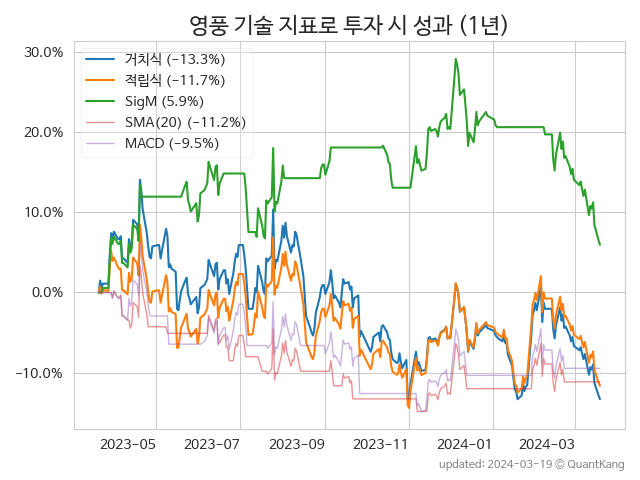 영풍 기술 지표로 투자 시 성과 (1년)
30.0%
20.0%
10.0%
0.0%
−10.0%
거치식 (−13.3%)
적립식 (−11.7%)
SigM (5.9%)
SMA(20) (−11.2%)
MACD (−9.5%)
2023-05
2023-07
2023-09
2023-11
2024-01
2024-03
updated: 2024-03-19 © QuantKang